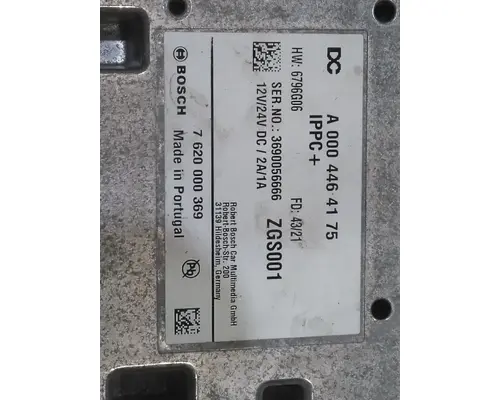 DC
A 000 446 41 75
IPPC+
HW: 6796G06
FD: 43/21
SER.NO.: 3690056666
ZGS001
12V/24V DC / 2A/1A
BOSCH
7 620 000 369
Made in Portugal
Robert Bosch Car Multimedia GmbH
Robert-Bosch-Str. 200
31139 Hildesheim, Germany
Pb